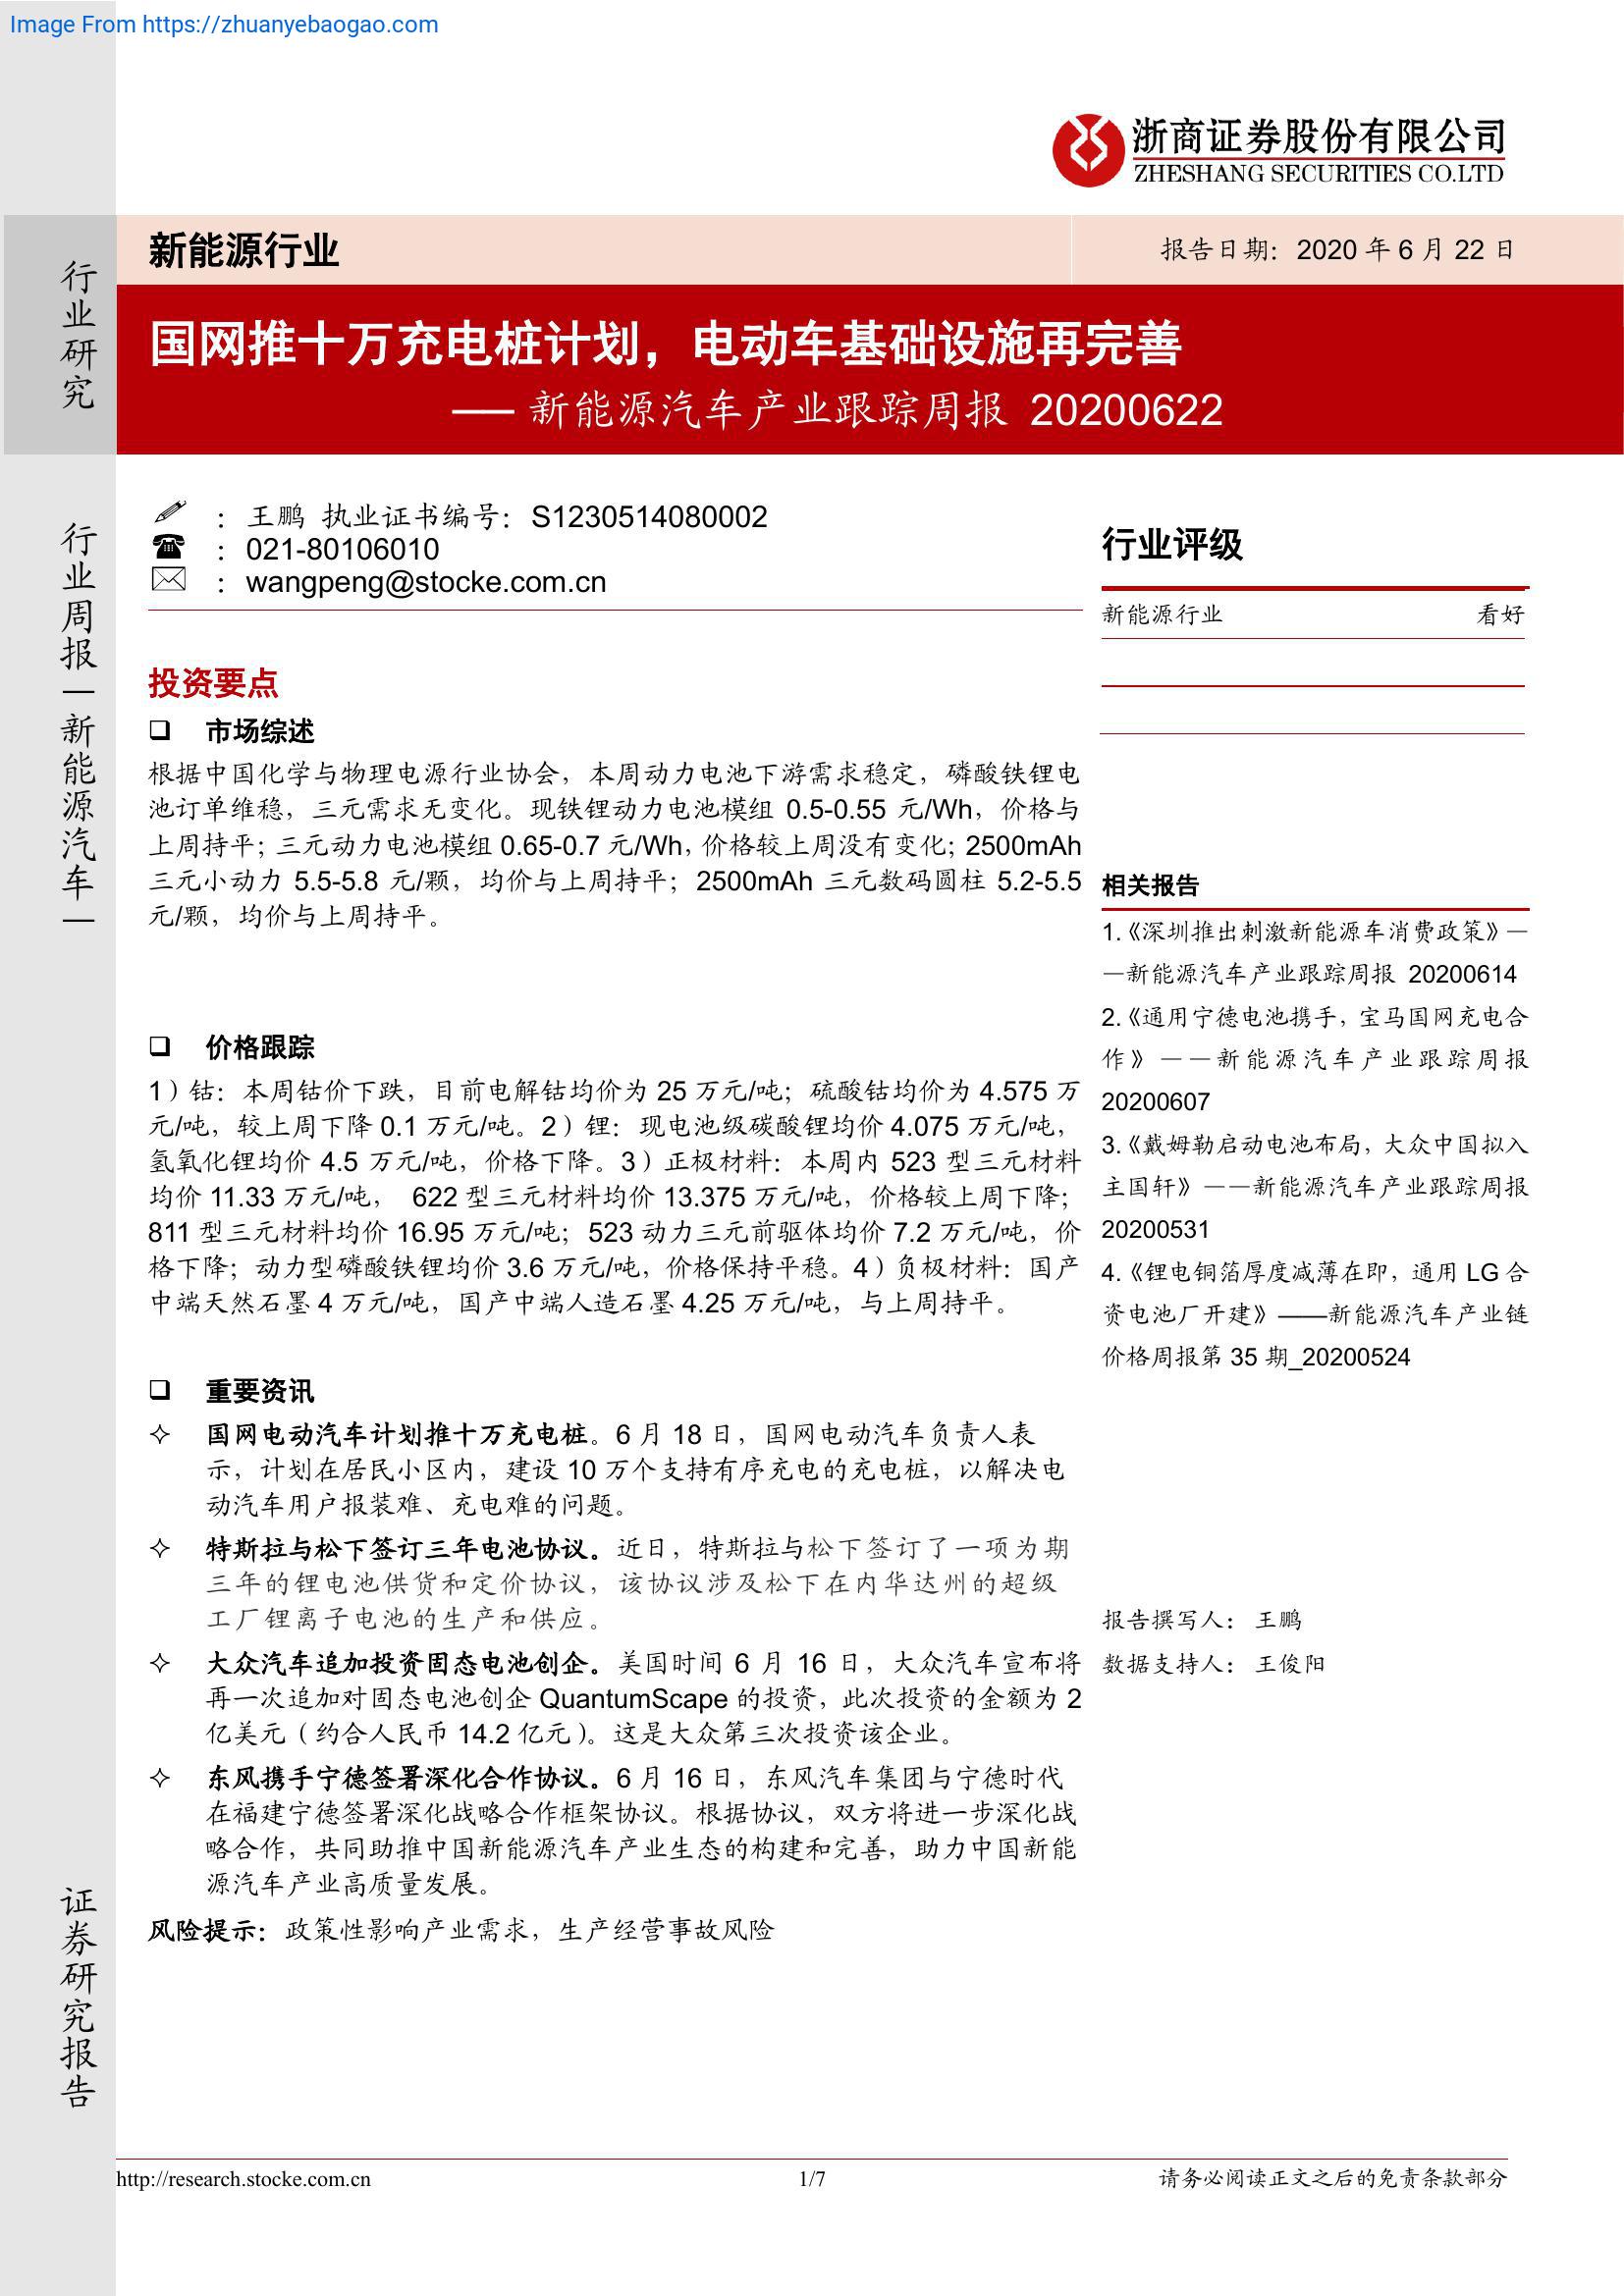 Image From https://zhuanyebaogao.com
浙商证券股份有限公司
ZHESHANG SECURITIES CO.LTD
行业研究
新能源行业
报告日期：2020 年 6 月 22 日
国网推十万充电桩计划，电动车基础设施再完善
—— 新能源汽车产业跟踪周报 20200622
行业周报—新能源汽车—
：王鹏 执业证书编号：S1230514080002
：021-80106010
：wangpeng@stocke.com.cn
投资要点
❑ 市场综述
根据中国化学与物理电源行业协会，本周动力电池下游需求稳定，磷酸铁锂电
池订单维稳，三元需求无变化。现铁锂动力电池模组 0.5-0.55 元/Wh，价格与
上周持平；三元动力电池模组 0.65-0.7 元/Wh，价格较上周没有变化；2500mAh
三元小动力 5.5-5.8 元/颗，均价与上周持平；2500mAh 三元数码圆柱 5.2-5.5
元/颗，均价与上周持平。
❑ 价格跟踪
1）钴：本周钴价下跌，目前电解钴均价为 25 万元/吨；硫酸钴均价为 4.575 万
元/吨，较上周下降 0.1 万元/吨。2）锂：现电池级碳酸锂均价 4.075 万元/吨，
氢氧化锂均价 4.5 万元/吨，价格下降。3）正极材料：本周内 523 型三元材料
均价 11.33 万元/吨， 622 型三元材料均价 13.375 万元/吨，价格较上周下降；
811 型三元材料均价 16.95 万元/吨；523 动力三元前驱体均价 7.2 万元/吨，价
格下降；动力型磷酸铁锂均价 3.6 万元/吨，价格保持平稳。4）负极材料：国产
中端天然石墨 4 万元/吨，国产中端人造石墨 4.25 万元/吨，与上周持平。
❑ 重要资讯
✧ 国网电动汽车计划推十万充电桩。6 月 18 日，国网电动汽车负责人表
示，计划在居民小区内，建设 10 万个支持有序充电的充电桩，以解决电
动汽车用户报装难、充电难的问题。
✧ 特斯拉与松下签订三年电池协议。近日，特斯拉与松下签订了一项为期
三年的锂电池供货和定价协议，该协议涉及松下在内华达州的超级
工厂锂离子电池的生产和供应。
✧ 大众汽车追加投资固态电池创企。美国时间 6 月 16 日，大众汽车宣布将
再一次追加对固态电池创企 QuantumScape 的投资，此次投资的金额为 2
亿美元（约合人民币 14.2 亿元）。这是大众第三次投资该企业。
✧ 东风携手宁德签署深化合作协议。6 月 16 日，东风汽车集团与宁德时代
在福建宁德签署深化战略合作框架协议。根据协议，双方将进一步深化战
略合作，共同助推中国新能源汽车产业生态的构建和完善，助力中国新能
源汽车产业高质量发展。
风险提示：政策性影响产业需求，生产经营事故风险
行业评级
新能源行业 看好
相关报告
1.《深圳推出刺激新能源车消费政策》—
—新能源汽车产业跟踪周报 20200614
2.《通用宁德电池携手，宝马国网充电合
作》——新能源汽车产业跟踪周报
20200607
3.《戴姆勒启动电池布局，大众中国拟入
主国轩》——新能源汽车产业跟踪周报
20200531
4.《锂电铜箔厚度减薄在即，通用 LG 合
资电池厂开建》——新能源汽车产业链
价格周报第 35 期_20200524
报告撰写人： 王鹏
数据支持人： 王俊阳
证券研究报告
http://research.stocke.com.cn
1/7
请务必阅读正文之后的免责条款部分